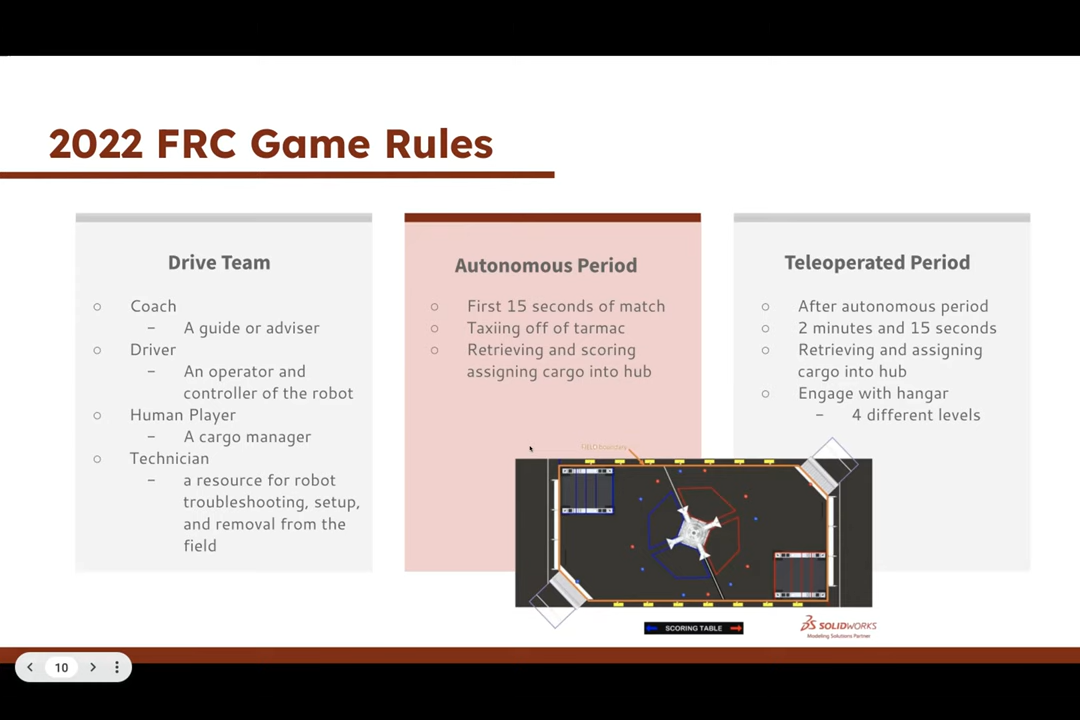 2022 FRC Game Rules
Drive Team
○ Coach
– A guide or adviser
○ Driver
– An operator and
controller of the robot
○ Human Player
– A cargo manager
○ Technician
– a resource for robot
troubleshooting, setup,
and removal from the
field
Autonomous Period
○ First 15 seconds of match
○ Taxiing off of tarmac
○ Retrieving and scoring
assigning cargo into hub
Teleoperated Period
○ After autonomous period
○ 2 minutes and 15 seconds
○ Retrieving and assigning
cargo into hub
○ Engage with hangar
– 4 different levels
FIELD boundary
SCORING TABLE
SOLIDWORKS
Modeling Solutions Partner
10